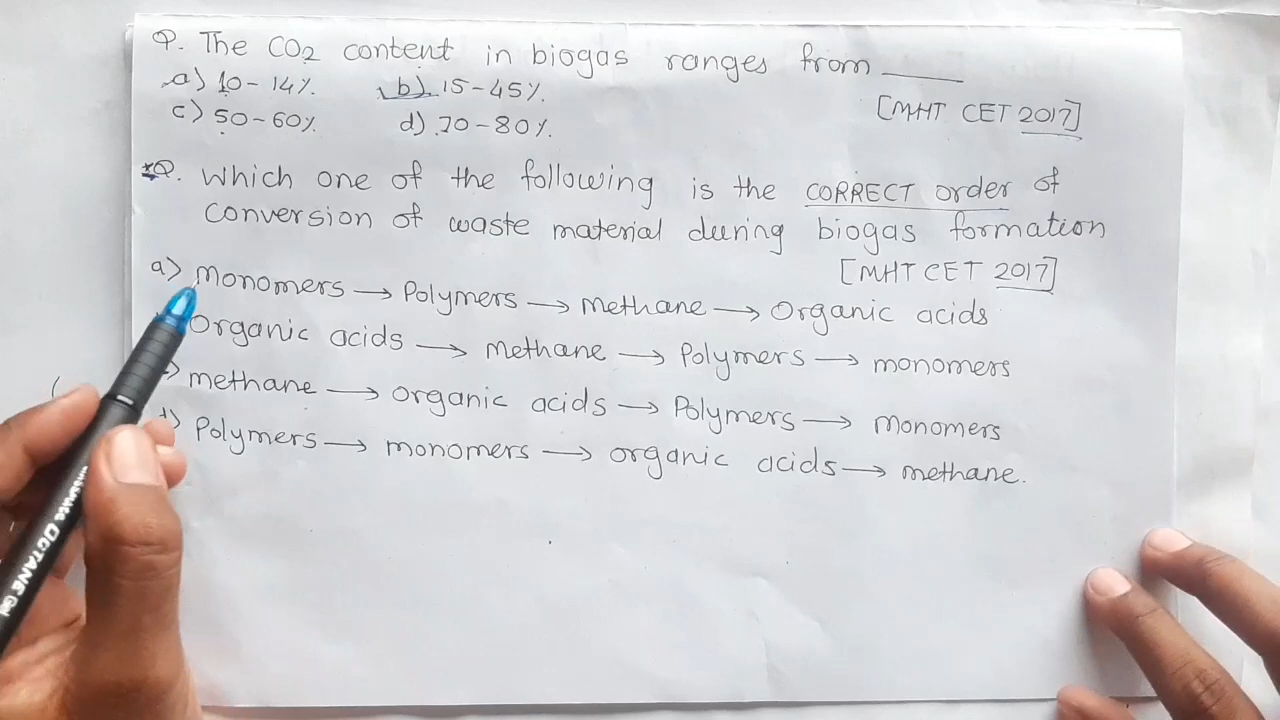 Q. The CO2 content in biogas ranges from ____
a) 10-14%. b) 15-45%.
[MHT CET 2017]
c) 50-60% d) 70-80%.
*Q. Which one of the following is the CORRECT order of
conversion of waste material during biogas formation
[MHT CET 2017]
a) Monomers → Polymers → Methane → Organic acids
Organic acids → Methane → Polymers → monomers
methane → organic acids → Polymers → Monomers
d) Polymers → monomers → organic acids → methane.
OCTANE Gel